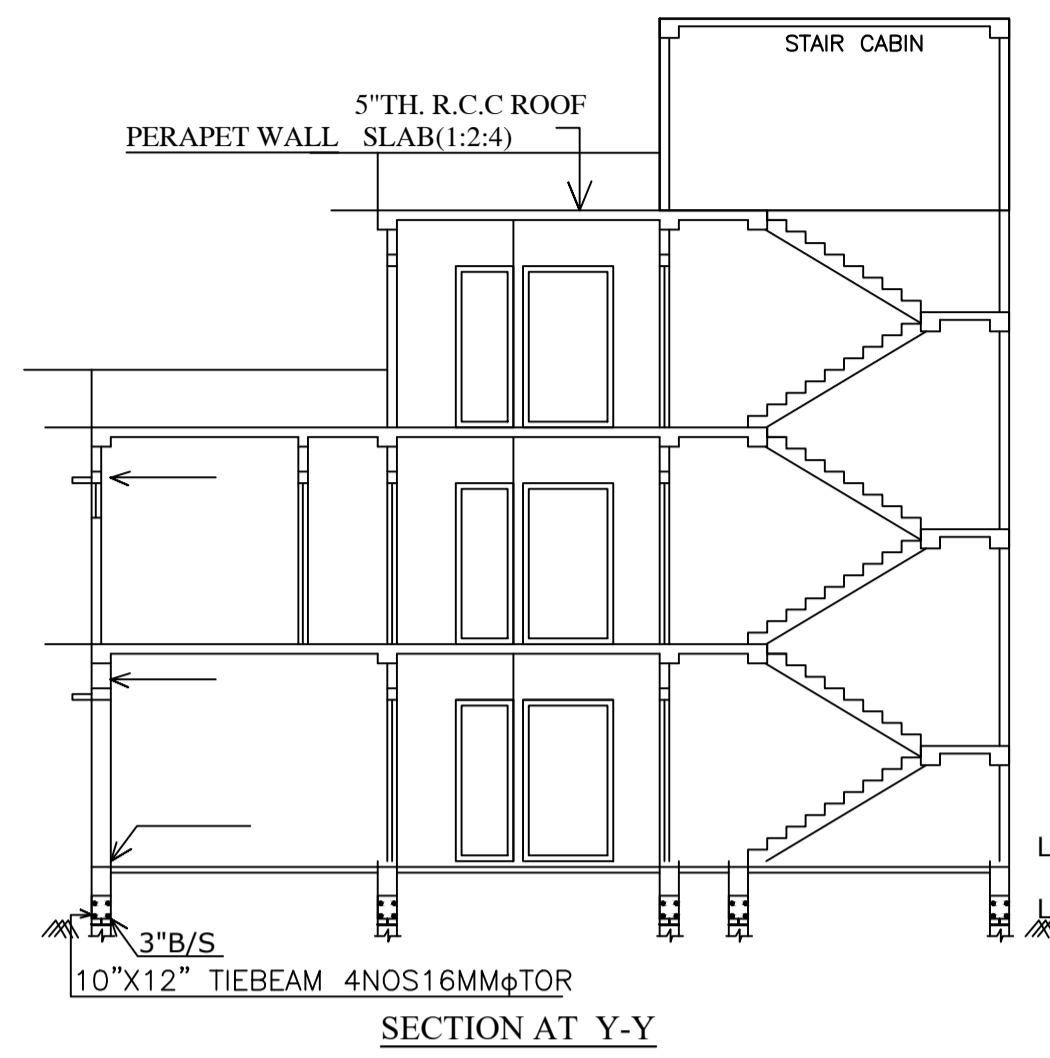 STAIR CABIN
5"TH. R.C.C ROOF
PERAPET WALL SLAB(1:2:4)
3"B/S
10”X12” TIEBEAM 4NOS16MMϕTOR
SECTION AT Y-Y